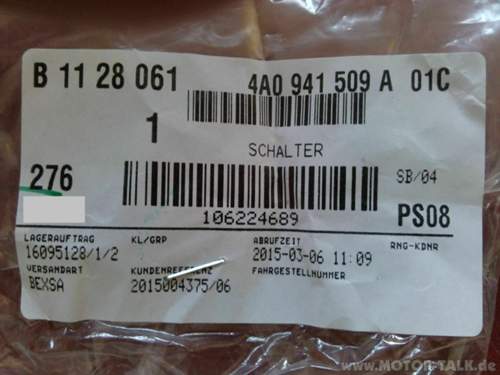 B 11 28 061 4A0 941 509 A 01C
1
SCHALTER
276 SB/04
106224689 PS08
LAGERAUFTRAG KL/GRP ABRUFZEIT RNG-KDNR
16095128/1/2 2015-03-06 11:09
VERSANDART KUNDENREFERENZ FAHRGESTELLNUMMER
BEXSA 2015004375/06
www.MOTOR-TALK.de